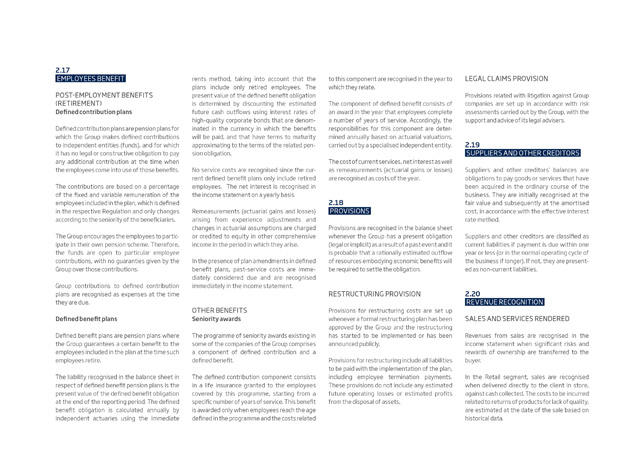 2.17
EMPLOYEES BENEFIT
POST-EMPLOYMENT BENEFITS
(RETIREMENT)
Defined contribution plans
Defined contribution plans are pension plans for
which the Group makes defined contributions
to independent entities (funds), and for which
it has no legal or constructive obligation to pay
any additional contribution at the time when
the employees come into use of those benefits.
The contributions are based on a percentage
of the fixed and variable remuneration of the
employees included in the plan, which is defined
in the respective Regulation and only changes
according to the seniority of the beneficiaries.
The Group encourages the employees to partic-
ipate in their own pension scheme. Therefore,
the funds are open to particular employee
contributions, with no guarantees given by the
Group over those contributions.
Group contributions to defined contribution
plans are recognised as expenses at the time
they are due.
Defined benefit plans
Defined benefit plans are pension plans where
the Group guarantees a certain benefit to the
employees included in the plan at the time such
employees retire.
The liability recognised in the balance sheet in
respect of defined benefit pension plans is the
present value of the defined benefit obligation
at the end of the reporting period. The defined
benefit obligation is calculated annually by
independent actuaries using the immediate
rents method, taking into account that the
plans include only retired employees. The
present value of the defined benefit obligation
is determined by discounting the estimated
future cash outflows using interest rates of
high-quality corporate bonds that are denom-
inated in the currency in which the benefits
will be paid, and that have terms to maturity
approximating to the terms of the related pen-
sion obligation.
No service costs are recognised since the cur-
rent defined benefit plans only include retired
employees. The net interest is recognised in
the income statement on a yearly basis.
Remeasurements (actuarial gains and losses)
arising from experience adjustments and
changes in actuarial assumptions are charged
or credited to equity in other comprehensive
income in the period in which they arise.
In the presence of plan amendments in defined
benefit plans, past-service costs are imme-
diately considered due and are recognised
immediately in the income statement.
OTHER BENEFITS
Seniority awards
The programme of seniority awards existing in
some of the companies of the Group comprises
a component of defined contribution and a
defined benefit.
The defined contribution component consists
in a life insurance granted to the employees
covered by this programme, starting from a
specific number of years of service. This benefit
is awarded only when employees reach the age
defined in the programme and the costs related
to this component are recognised in the year to
which they relate.
The component of the defined benefit consists of
an award in the year that employees complete
a number of years of service. Accordingly, the
responsibilities for this component are deter-
mined annually based on actuarial valuations,
carried out by a specialised independent entity.
The cost of current services, net interest as well
as remeasurements (actuarial gains or losses)
are recognised as costs of the year.
2.18
PROVISIONS
Provisions are recognised in the balance sheet
whenever the Group has a present obligation
(legal or implicit) as a result of a past event and it
is probable that a rationally estimated outflow
of resources embodying economic benefits will
be required to settle the obligation.
RESTRUCTURING PROVISION
Provisions for restructuring costs are set up
whenever a formal restructuring plan has been
approved by the Group and the restructuring
has started to be implemented or has been
announced publicly.
Provisions for restructuring include all liabilities
to be paid with the implementation of the plan,
including employee termination payments.
These provisions do not include any estimated
future operating losses or estimated profits
from the disposal of assets.
LEGAL CLAIMS PROVISION
Provisions related with litigation against Group
companies are set up in accordance with risk
assessments carried out by the Group, with the
support and advice of its legal advisers.
2.19
SUPPLIERS AND OTHER CREDITORS
Suppliers and other creditors' balances are
obligations to pay goods or services that have
been acquired in the ordinary course of the
business. They are initially recognised at the
fair value and subsequently at the amortised
cost, in accordance with the effective interest
rate method.
Suppliers and other creditors are classified as
current liabilities if payment is due within one
year or less (or in the normal operating cycle of
the business if longer). If not, they are present-
ed as non-current liabilities.
2.20
REVENUE RECOGNITION
SALES AND SERVICES RENDERED
Revenues from sales are recognised in the
income statement when significant risks and
rewards of ownership are transferred to the
buyer.
In the Retail segment, sales are recognised
when delivered directly to the client in store,
against cash collected. The costs to be incurred
related to returns of products for lack of quality,
are estimated at the date of the sale based on
historical data.